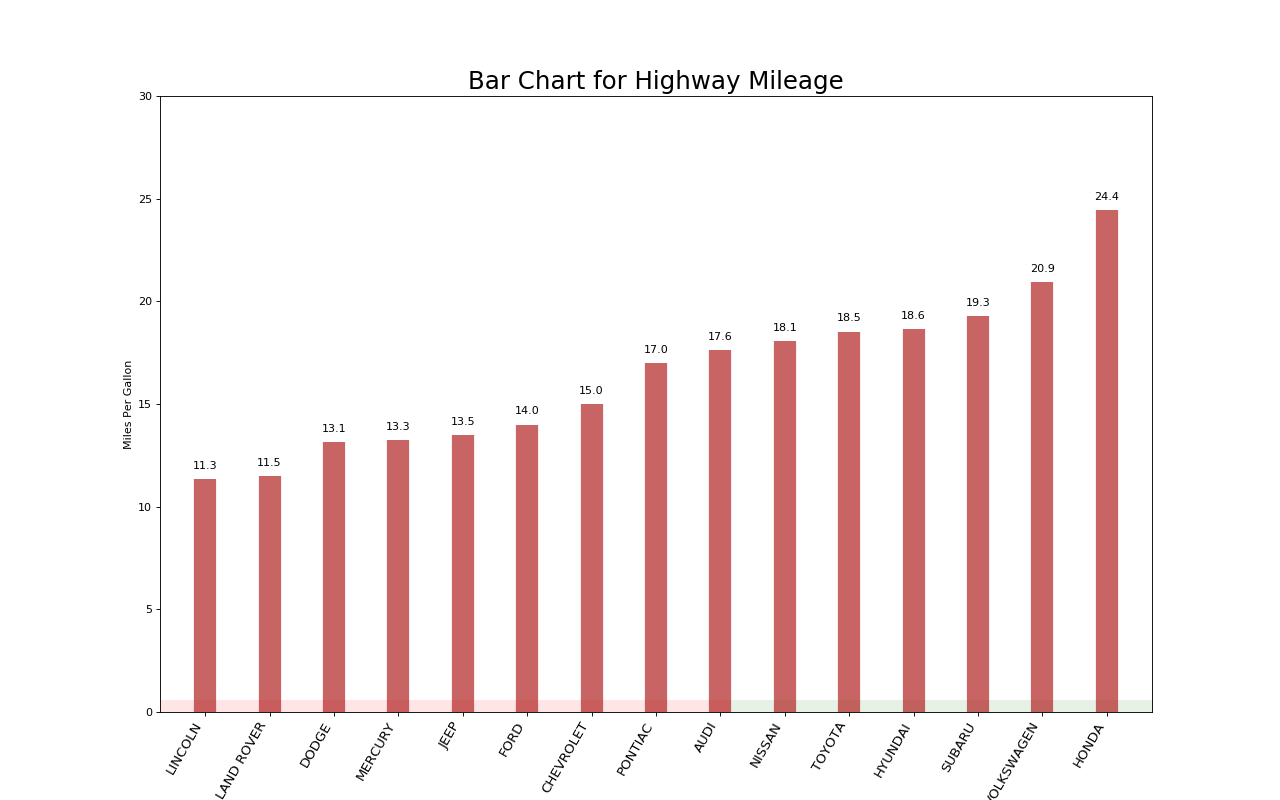 Bar Chart for Highway Mileage
30
25
20
15
10
5
0
Miles Per Gallon
11.3
11.5
13.1
13.3
13.5
14.0
15.0
17.0
17.6
18.1
18.5
18.6
19.3
20.9
24.4
LINCOLN
LAND ROVER
DODGE
MERCURY
JEEP
FORD
CHEVROLET
PONTIAC
AUDI
NISSAN
TOYOTA
HYUNDAI
SUBARU
VOLKSWAGEN
HONDA